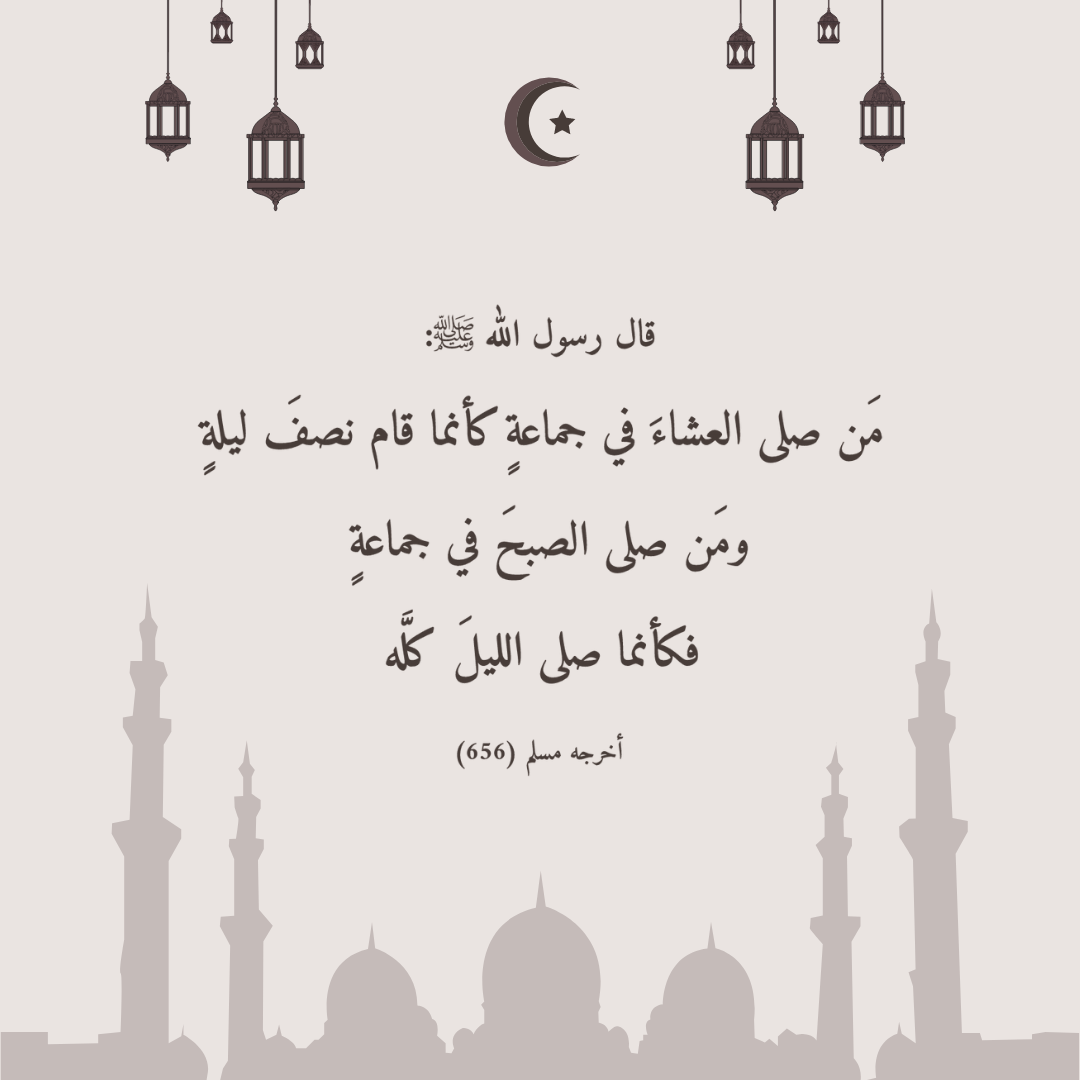 قال رسول الله ﷺ:
مَن صلى العشاءَ في جماعةٍ كأنما قام نصفَ ليلةٍ
ومَن صلى الصبحَ في جماعةٍ
فكأنما صلى الليلَ كلَّه
أخرجه مسلم (656)